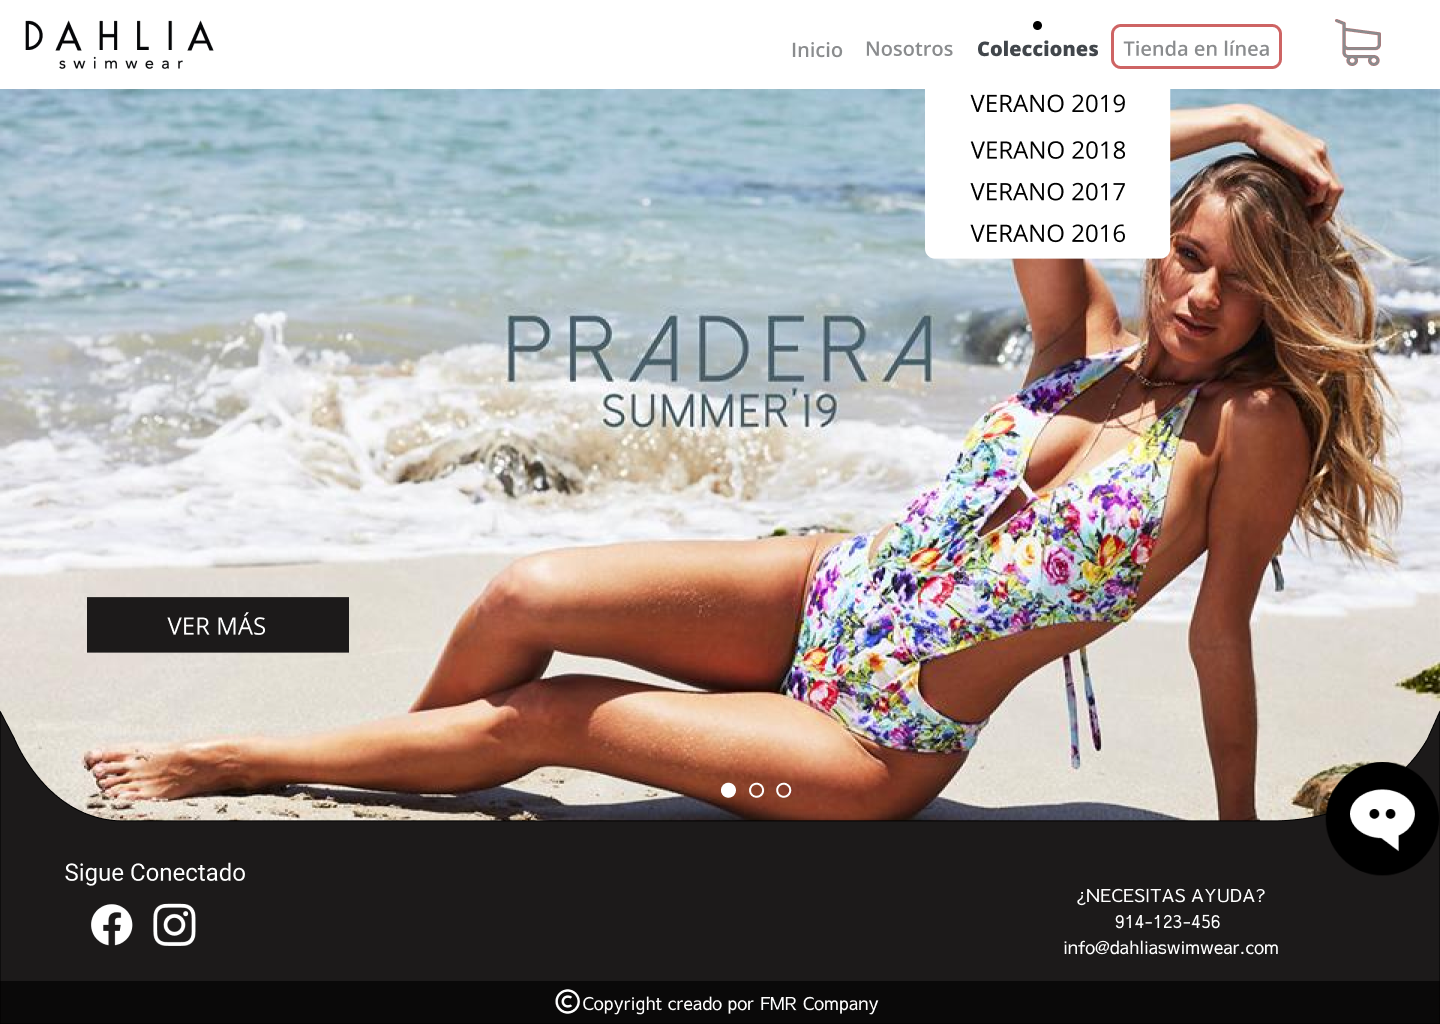 DAHLIA
swimwear
Inicio
Nosotros
Colecciones
Tienda en línea
VERANO 2019
VERANO 2018
VERANO 2017
VERANO 2016
PRADERA
SUMMER'19
VER MÁS
Sigue Conectado
¿NECESITAS AYUDA?
914-123-456
info@dahliaswimwear.com
©Copyright creado por FMR Company